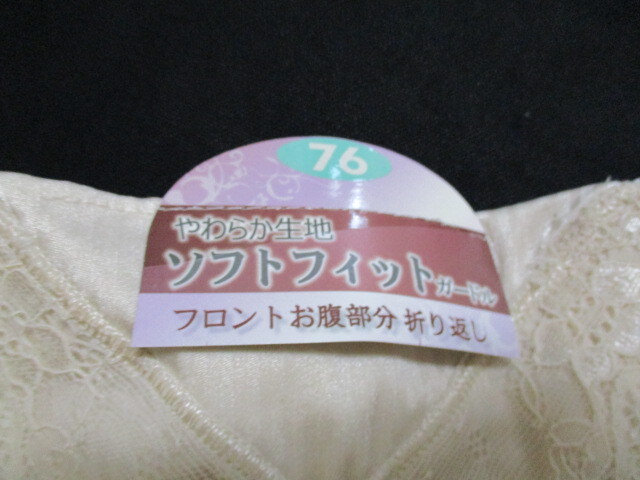 76
やわらか生地
ソフトフィットガードル
フロントお腹部分 折り返し